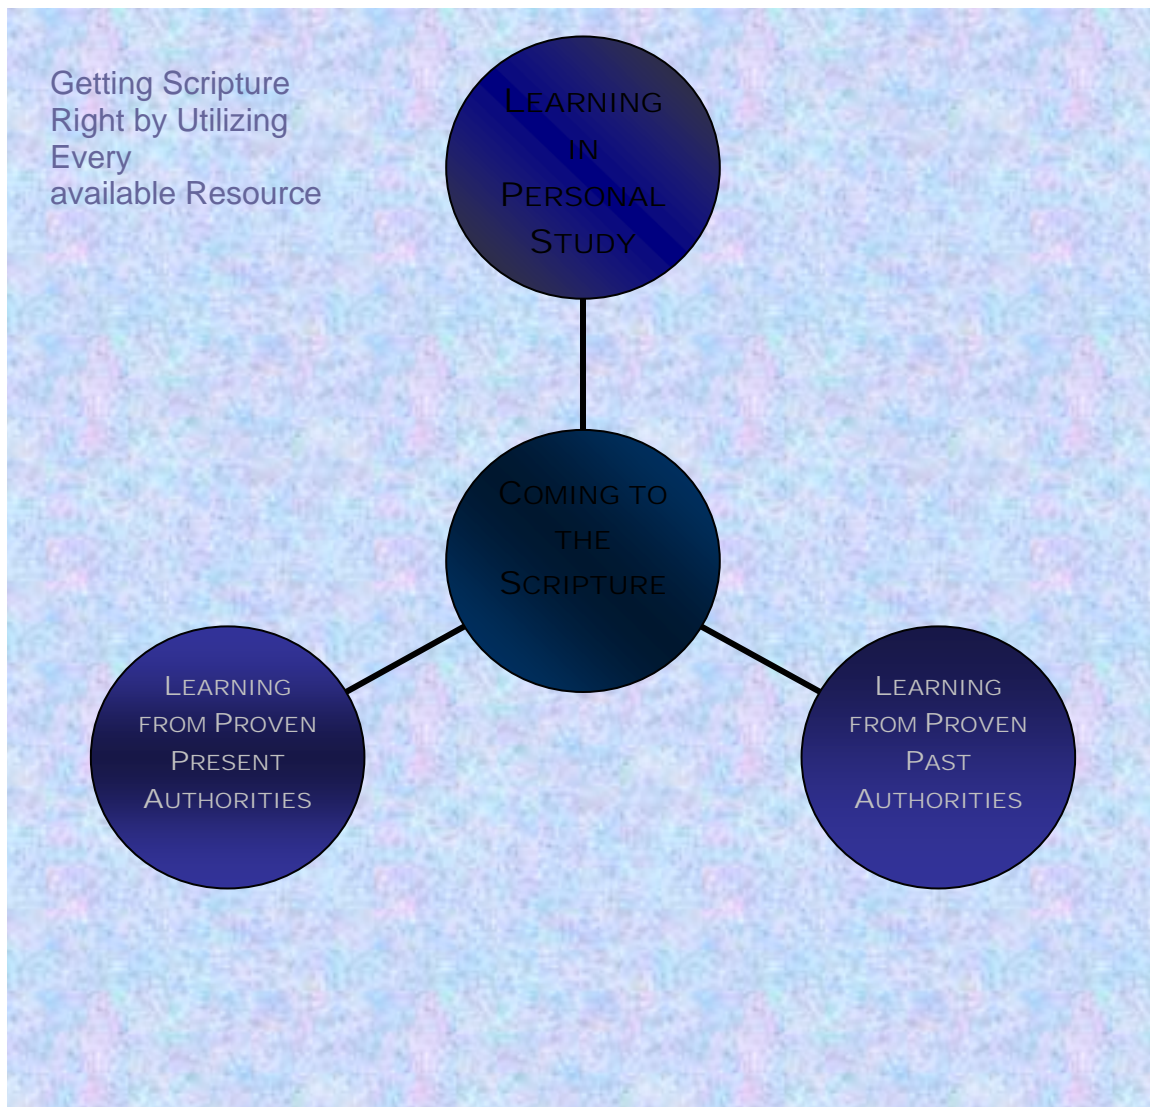 Getting Scripture
Right by Utilizing
Every
available Resource
LEARNING
IN
PERSONAL
STUDY
COMING TO
THE
SCRIPTURE
LEARNING
FROM PROVEN
PRESENT
AUTHORITIES
LEARNING
FROM PROVEN
PAST
AUTHORITIES